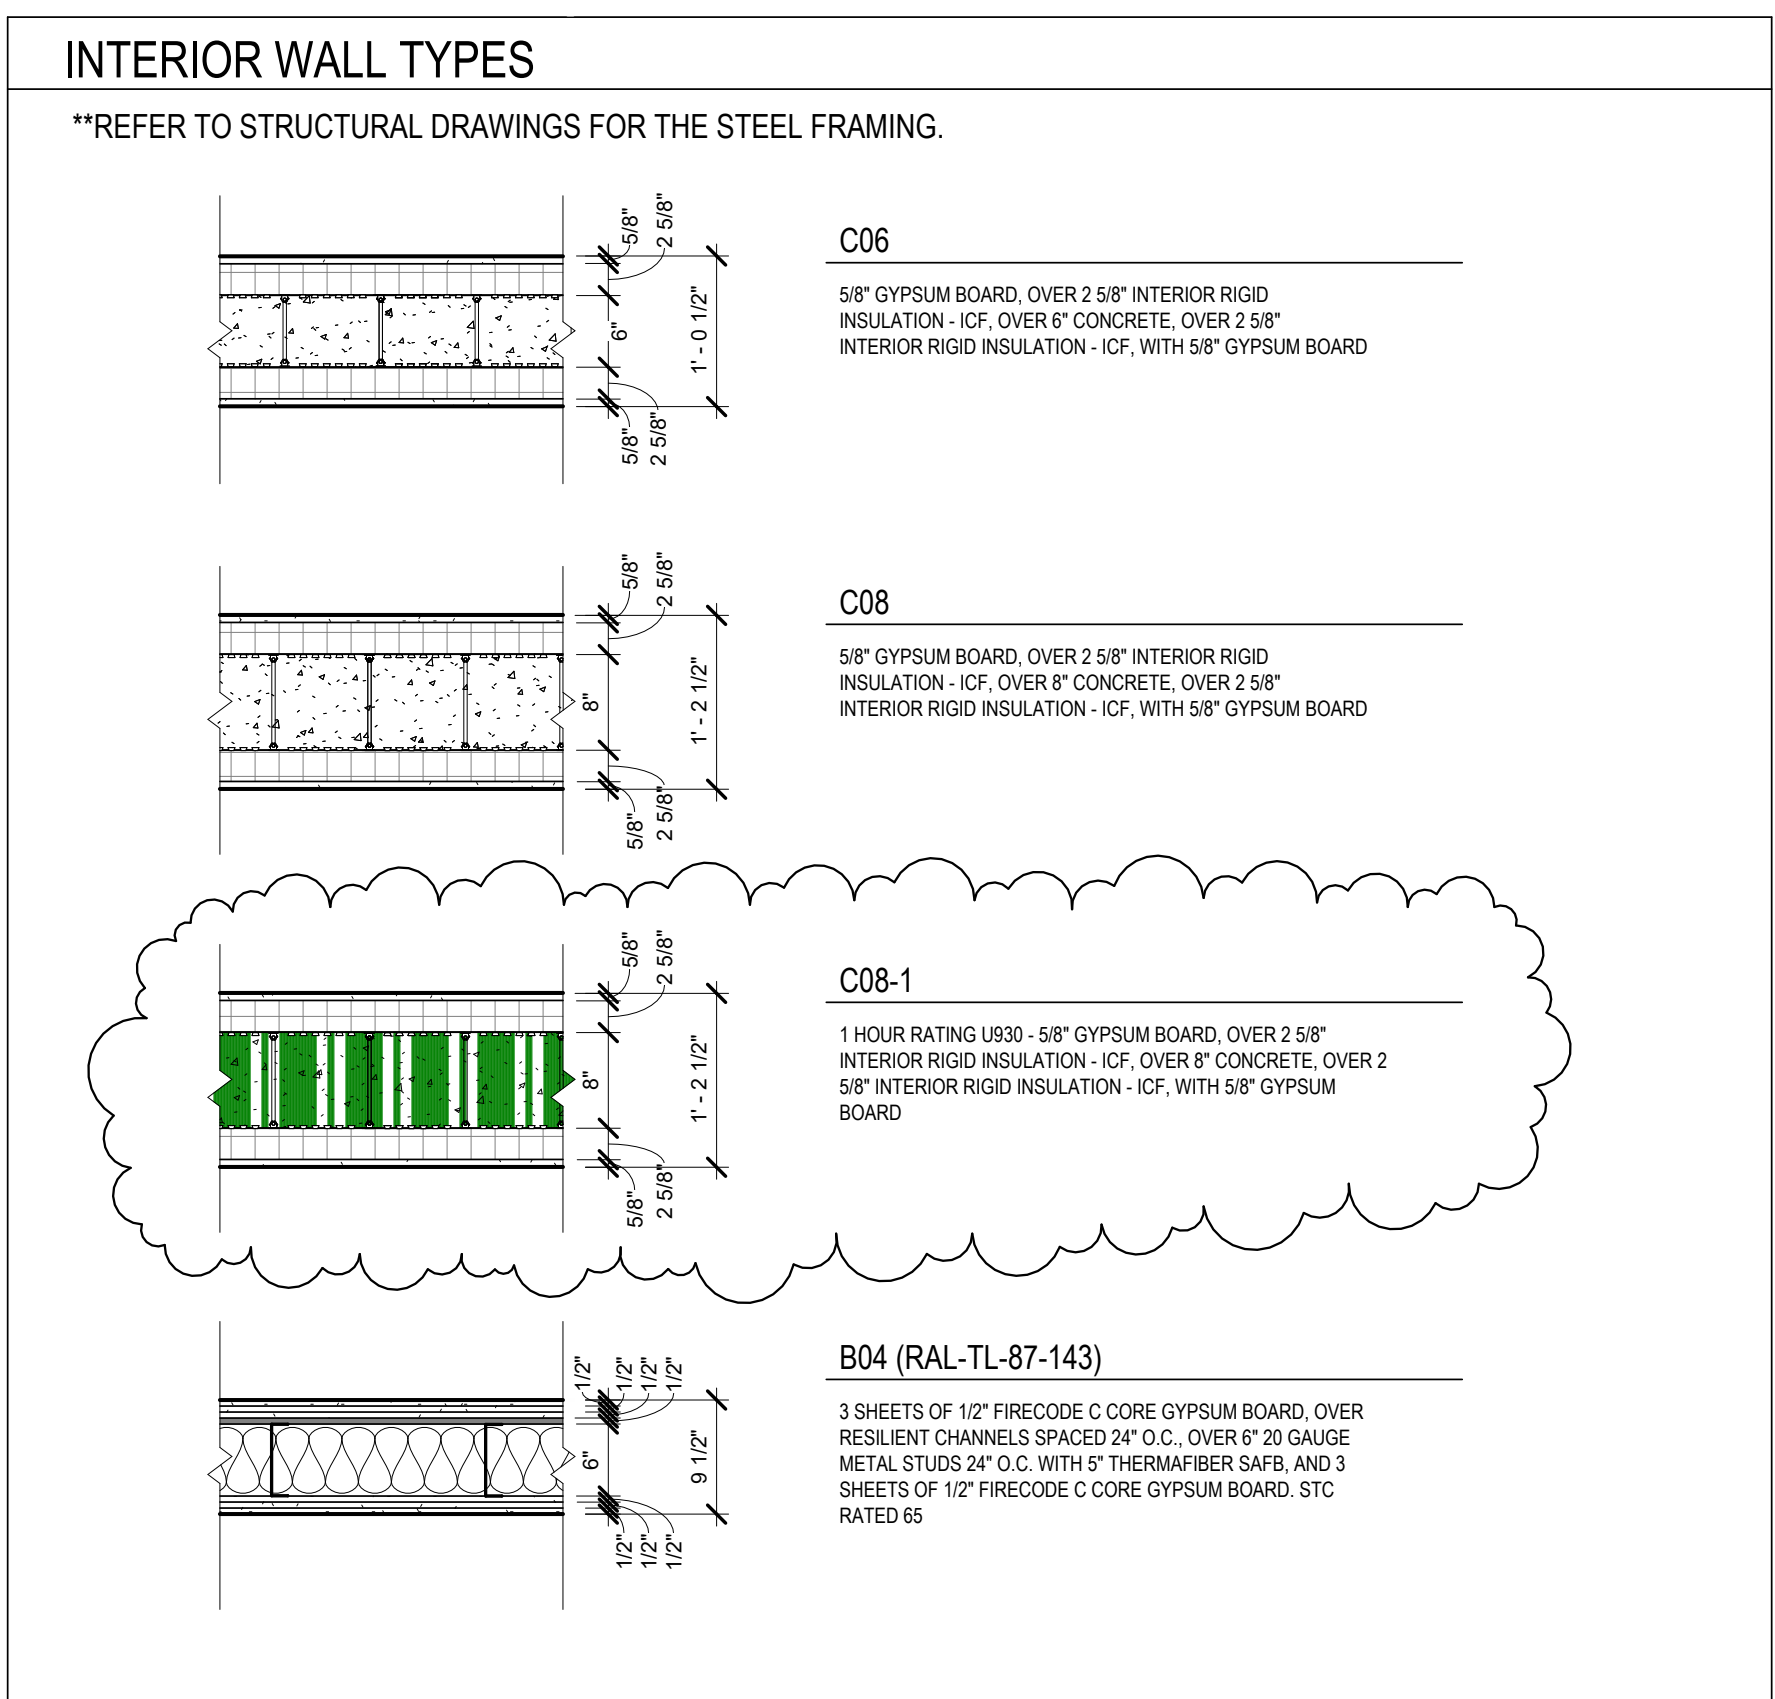 INTERIOR WALL TYPES
**REFER TO STRUCTURAL DRAWINGS FOR THE STEEL FRAMING.
5/8"
2 5/8"
6"
1' - 0 1/2"
5/8"
2 5/8"
C06
5/8" GYPSUM BOARD, OVER 2 5/8" INTERIOR RIGID
INSULATION - ICF, OVER 6" CONCRETE, OVER 2 5/8"
INTERIOR RIGID INSULATION - ICF, WITH 5/8" GYPSUM BOARD
5/8"
2 5/8"
8"
1' - 2 1/2"
5/8"
2 5/8"
C08
5/8" GYPSUM BOARD, OVER 2 5/8" INTERIOR RIGID
INSULATION - ICF, OVER 8" CONCRETE, OVER 2 5/8"
INTERIOR RIGID INSULATION - ICF, WITH 5/8" GYPSUM BOARD
5/8"
2 5/8"
8"
1' - 2 1/2"
5/8"
2 5/8"
C08-1
1 HOUR RATING U930 - 5/8" GYPSUM BOARD, OVER 2 5/8"
INTERIOR RIGID INSULATION - ICF, OVER 8" CONCRETE, OVER 2
5/8" INTERIOR RIGID INSULATION - ICF, WITH 5/8" GYPSUM
BOARD
1/2"
1/2"
1/2"
1/2"
6"
9 1/2"
1/2"
1/2"
1/2"
B04 (RAL-TL-87-143)
3 SHEETS OF 1/2" FIRECODE C CORE GYPSUM BOARD, OVER
RESILIENT CHANNELS SPACED 24" O.C., OVER 6" 20 GAUGE
METAL STUDS 24" O.C. WITH 5" THERMAFIBER SAFB, AND 3
SHEETS OF 1/2" FIRECODE C CORE GYPSUM BOARD. STC
RATED 65